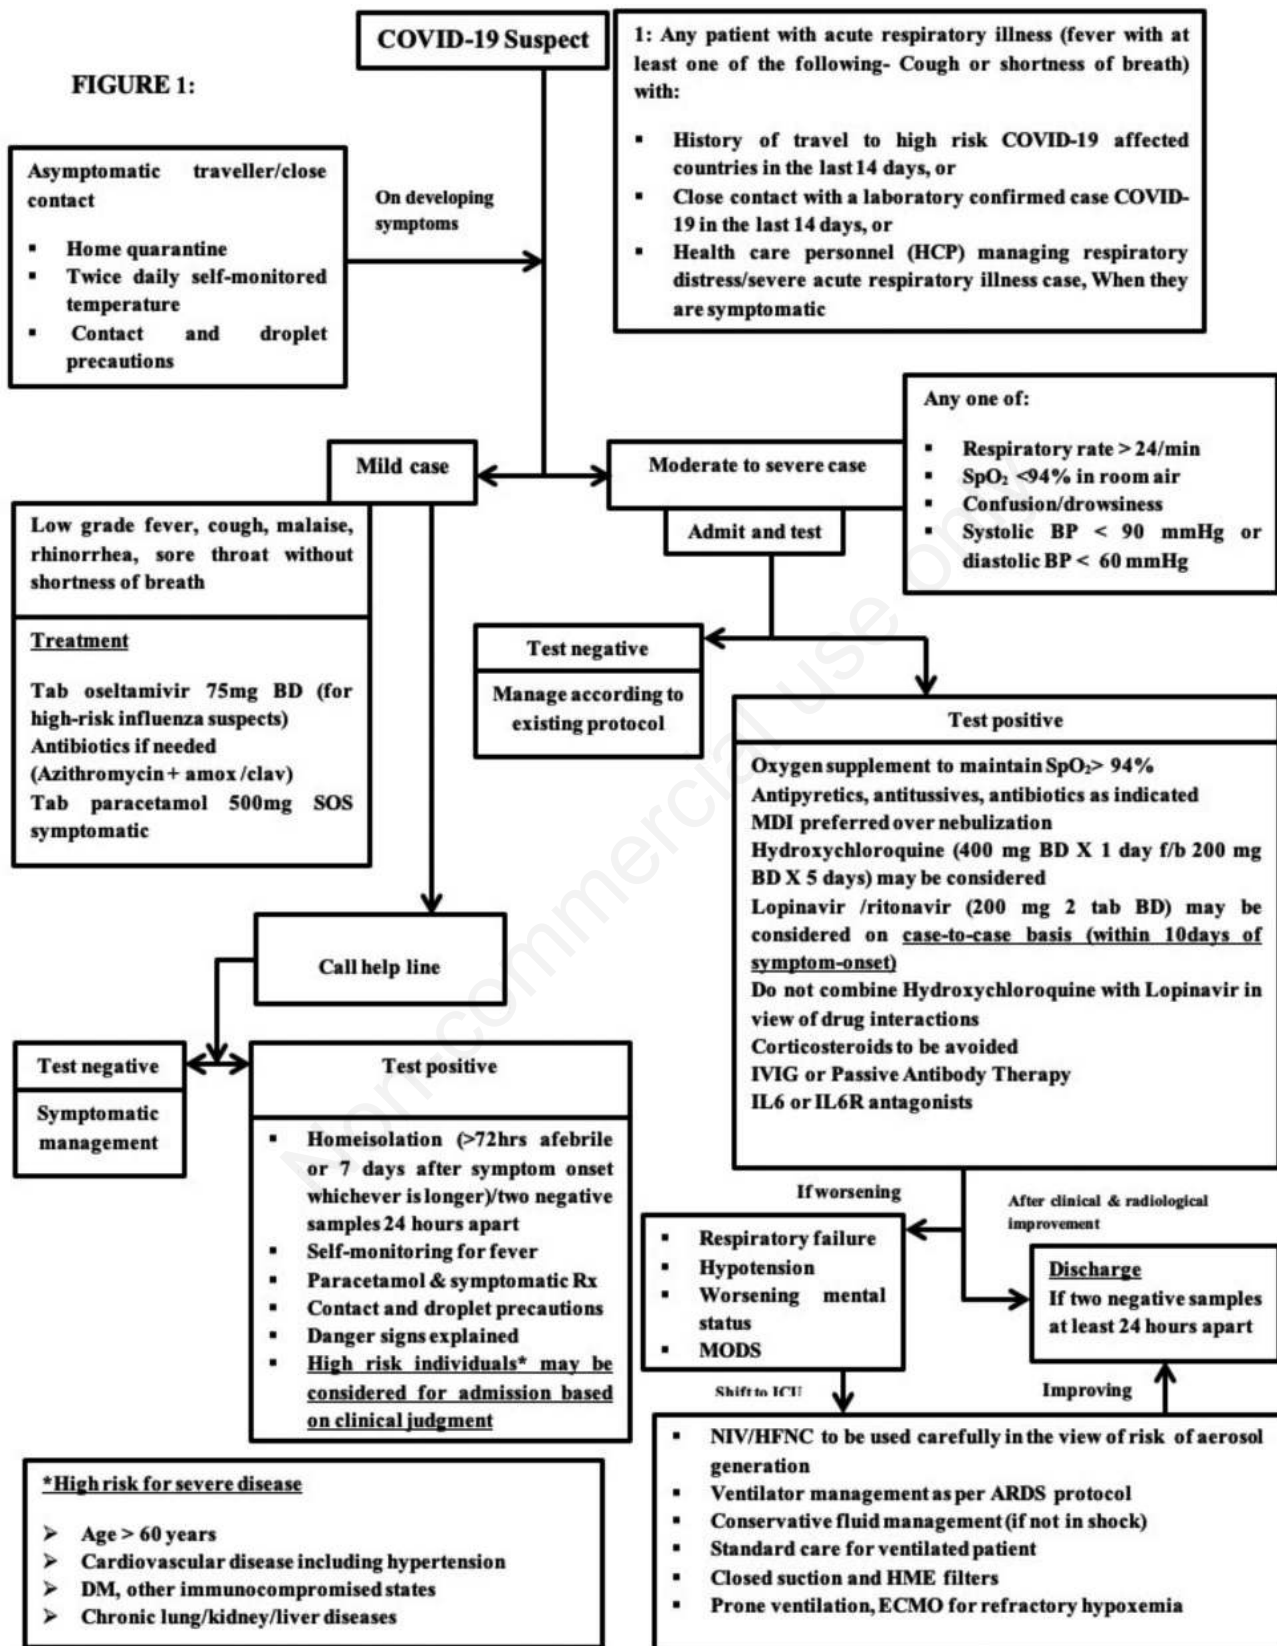 COVID-19 Suspect
FIGURE 1:
1: Any patient with acute respiratory illness (fever with at
least one of the following- Cough or shortness of breath)
with:
▪ History of travel to high risk COVID-19 affected
countries in the last 14 days, or
▪ Close contact with a laboratory confirmed case COVID-
19 in the last 14 days, or
▪ Health care personnel (HCP) managing respiratory
distress/severe acute respiratory illness case, When they
are symptomatic
Asymptomatic traveller/close
contact
▪ Home quarantine
▪ Twice daily self-monitored
temperature
▪ Contact and droplet
precautions
On developing
symptoms
Mild case
Moderate to severe case
Admit and test
Any one of:
▪ Respiratory rate > 24/min
▪ SpO₂ <94% in room air
▪ Confusion/drowsiness
▪ Systolic BP < 90 mmHg or
diastolic BP < 60 mmHg
Low grade fever, cough, malaise,
rhinorrhea, sore throat without
shortness of breath
Treatment
Tab oseltamivir 75mg BD (for
high-risk influenza suspects)
Antibiotics if needed
(Azithromycin + amox /clav)
Tab paracetamol 500mg SOS
symptomatic
Test negative
Manage according to
existing protocol
Test positive
Oxygen supplement to maintain SpO₂> 94%
Antipyretics, antitussives, antibiotics as indicated
MDI preferred over nebulization
Hydroxychloroquine (400 mg BD X 1 day f/b 200 mg
BD X 5 days) may be considered
Lopinavir /ritonavir (200 mg 2 tab BD) may be
considered on case-to-case basis (within 10days of
symptom-onset)
Do not combine Hydroxychloroquine with Lopinavir in
view of drug interactions
Corticosteroids to be avoided
IVIG or Passive Antibody Therapy
IL6 or IL6R antagonists
Call help line
Test negative
Symptomatic
management
Test positive
▪ Homeisolation (>72hrs afebrile
or 7 days after symptom onset
whichever is longer)/two negative
samples 24 hours apart
▪ Self-monitoring for fever
▪ Paracetamol & symptomatic Rx
▪ Contact and droplet precautions
▪ Danger signs explained
▪ High risk individuals* may be
considered for admission based
on clinical judgment
If worsening
After clinical & radiological
improvement
▪ Respiratory failure
▪ Hypotension
▪ Worsening mental
status
▪ MODS
Discharge
If two negative samples
at least 24 hours apart
Shift to ICU
Improving
▪ NIV/HFNC to be used carefully in the view of risk of aerosol
generation
▪ Ventilator management as per ARDS protocol
▪ Conservative fluid management (if not in shock)
▪ Standard care for ventilated patient
▪ Closed suction and HME filters
▪ Prone ventilation, ECMO for refractory hypoxemia
*High risk for severe disease
➢ Age > 60 years
➢ Cardiovascular disease including hypertension
➢ DM, other immunocompromised states
➢ Chronic lung/kidney/liver diseases
Non-commercial use only